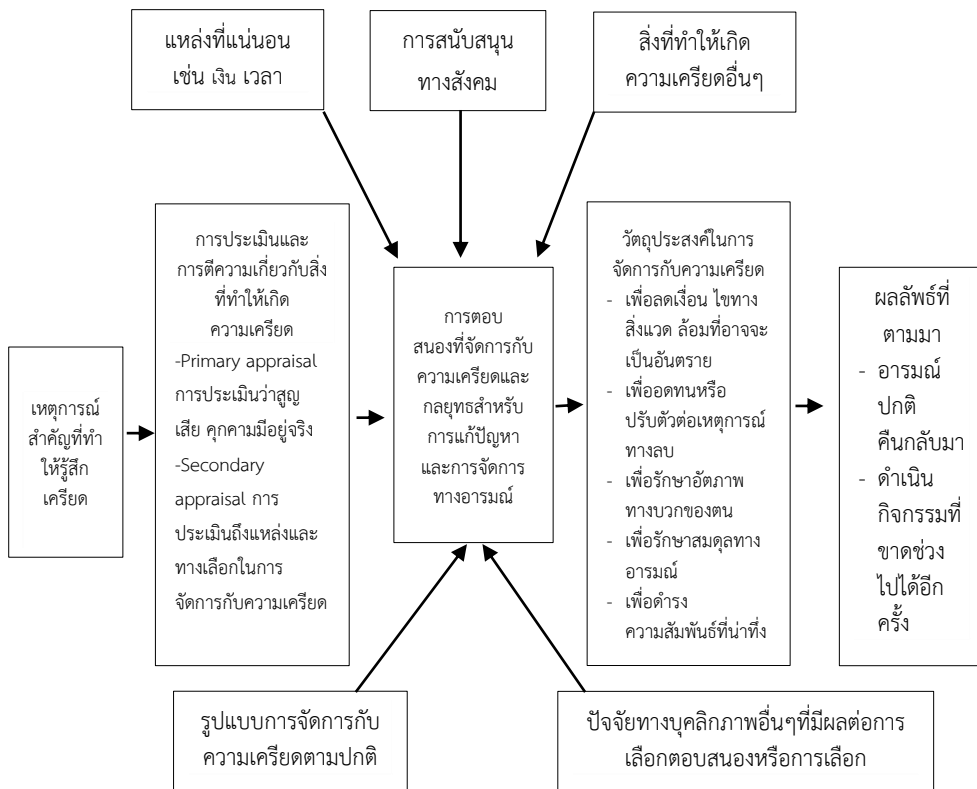 แหล่งที่แน่นอน
เช่น เงิน เวลา
การสนับสนุน
ทางสังคม
สิ่งที่ทำให้เกิด
ความเครียดอื่นๆ
เหตุการณ์
สำคัญที่ทำ
ให้รู้สึก
เครียด
การประเมินและ
การตีความเกี่ยวกับสิ่ง
ที่ทำให้เกิด
ความเครียด
-Primary appraisal
การประเมินว่าสูญ
เสีย คุกคามมีอยู่จริง
-Secondary
appraisal การ
ประเมินถึงแหล่งและ
ทางเลือกในการ
จัดการกับความเครียด
การตอบ
สนองที่จัดการกับ
ความเครียดและ
กลยุทธสำหรับ
การแก้ปัญหา
และการจัดการ
ทางอารมณ์
วัตถุประสงค์ในการ
จัดการกับความเครียด
- เพื่อลดเงื่อน ไขทาง
สิ่งแวด ล้อมที่อาจจะ
เป็นอันตราย
- เพื่ออดทนหรือ
ปรับตัวต่อเหตุการณ์
ทางลบ
- เพื่อรักษาอัตภาพ
ทางบวกของตน
- เพื่อรักษาสมดุลทาง
อารมณ์
- เพื่อดำรง
ความสัมพันธ์ที่น่าทึ่ง
ผลลัพธ์ที่
ตามมา
- อารมณ์
ปกติ
คืนกลับมา
- ดำเนิน
กิจกรรมที่
ขาดช่วง
ไปได้อีก
ครั้ง
รูปแบบการจัดการกับ
ความเครียดตามปกติ
ปัจจัยทางบุคลิกภาพอื่นๆที่มีผลต่อการ
เลือกตอบสนองหรือการเลือก